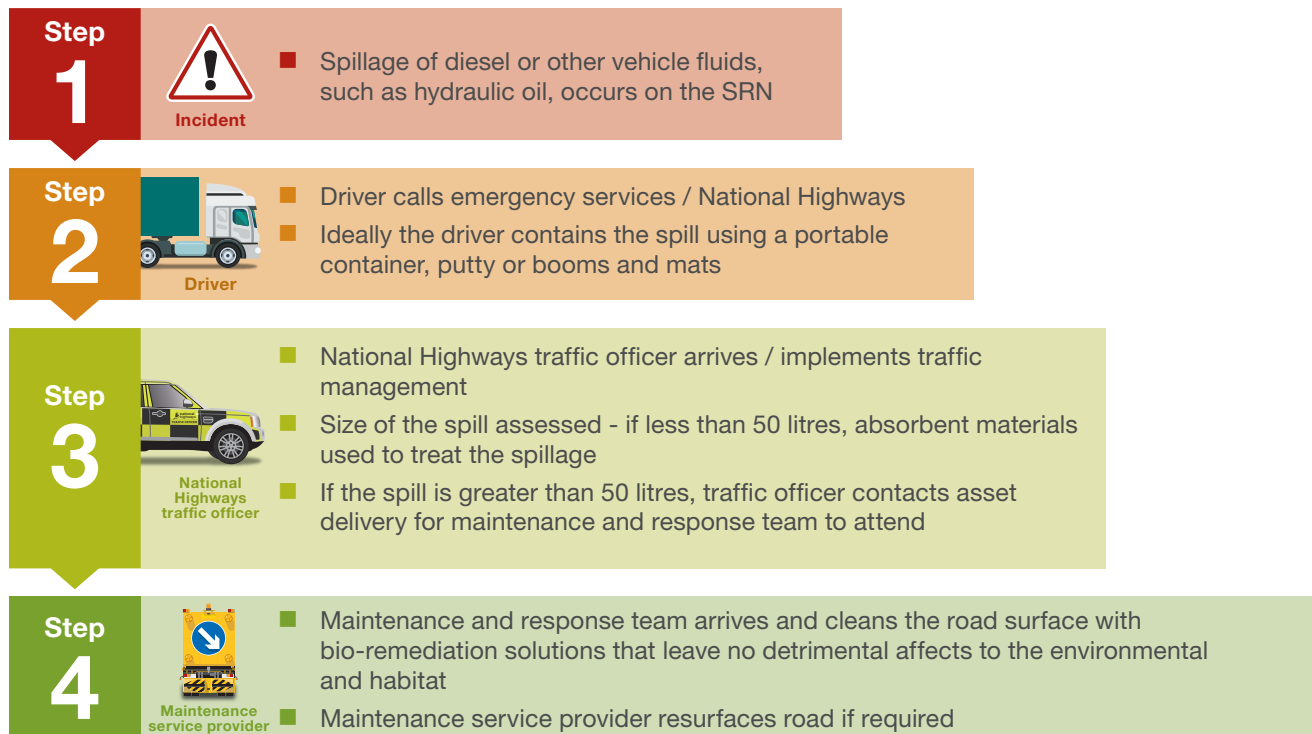 Step
1
Incident
Spillage of diesel or other vehicle fluids,
such as hydraulic oil, occurs on the SRN
Step
2
Driver
Driver calls emergency services / National Highways
Ideally the driver contains the spill using a portable
container, putty or booms and mats
Step
3
national
highways
National
Highways
traffic officer
National Highways traffic officer arrives / implements traffic
management
Size of the spill assessed - if less than 50 litres, absorbent materials
used to treat the spillage
If the spill is greater than 50 litres, traffic officer contacts asset
delivery for maintenance and response team to attend
Step
4
Maintenance
service provider
Maintenance and response team arrives and cleans the road surface with
bio-remediation solutions that leave no detrimental affects to the environmental
and habitat
Maintenance service provider resurfaces road if required